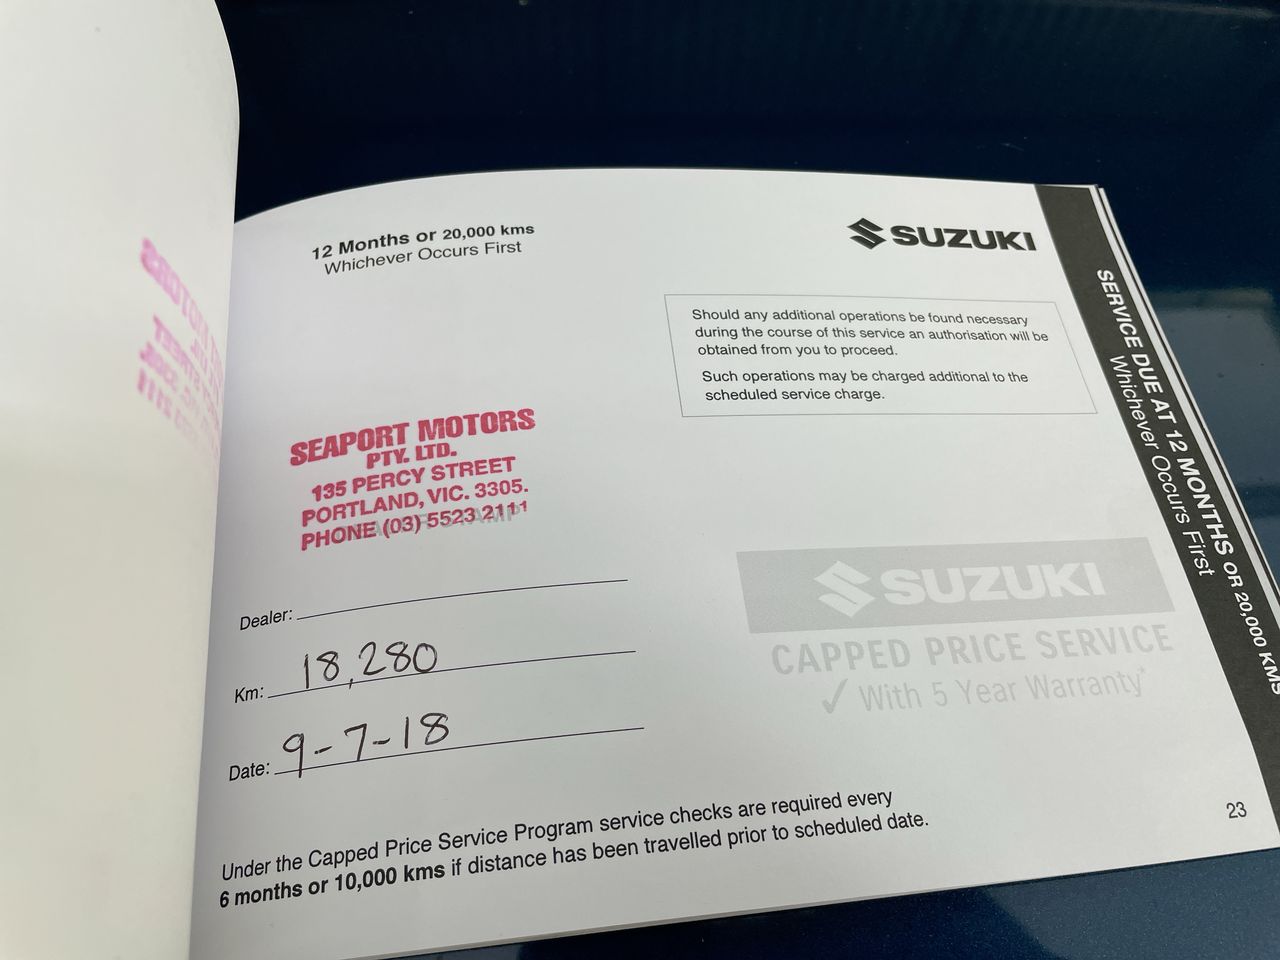 12 Months or 20,000 kms
Whichever Occurs First
SUZUKI
Should any additional operations be found necessary
during the course of this service an authorisation will be
obtained from you to proceed.
Such operations may be charged additional to the
scheduled service charge.
SEAPORT MOTORS
PTY. LTD.
135 PERCY STREET
PORTLAND, VIC. 3305.
PHONE (03) 5523 2111
Dealer:
Km: 18,280
Date: 9-7-18
SUZUKI
CAPPED PRICE SERVICE
✓ With 5 Year Warranty*
Under the Capped Price Service Program service checks are required every
6 months or 10,000 kms if distance has been travelled prior to scheduled date.
SERVICE DUE AT 12 MONTHS OR 20,000 KMS
Whichever Occurs First
23